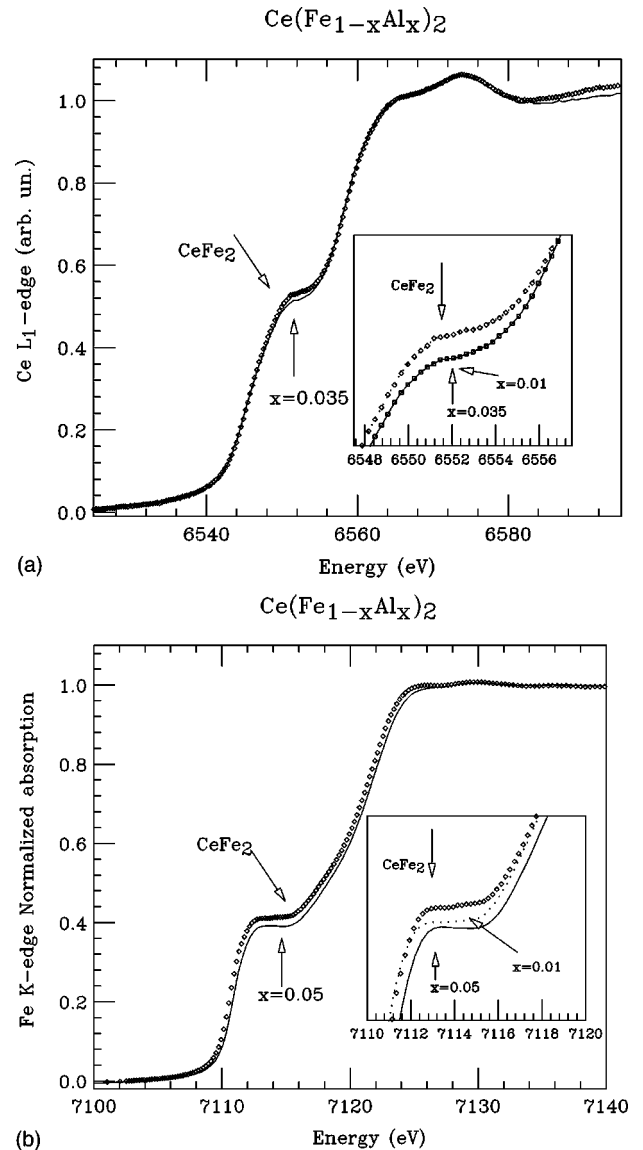 Ce(Fe1−xAlx)2
Ce L1−edge (arb. un.)
1.0
0.8
0.6
0.4
0.2
0.0
CeFe2
x=0.035
CeFe2
x=0.01
x=0.035
6548 6550 6552 6554 6556
6540 6560 6580
(a)
Energy (eV)
Ce(Fe1−xAlx)2
Fe K−edge Normalized absorption
1.0
0.8
0.6
0.4
0.2
0.0
CeFe2
x=0.05
CeFe2
x=0.01
x=0.05
7110 7112 7114 7116 7118 7120
7100 7110 7120 7130 7140
(b)
Energy (eV)